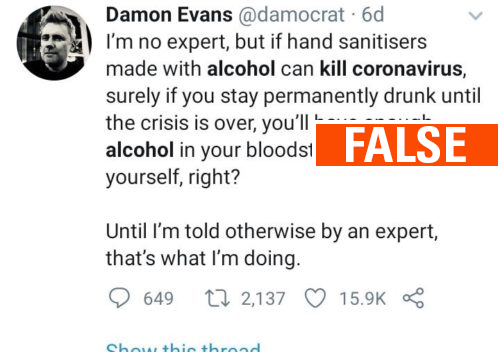 Damon Evans @damocrat · 6d
I'm no expert, but if hand sanitisers
made with alcohol can kill coronavirus,
surely if you stay permanently drunk until
the crisis is over, you'll have enough
alcohol in your bloodst
FALSE
yourself, right?
Until I'm told otherwise by an expert,
that's what I'm doing.
649 2,137 15.9K
Show this thread